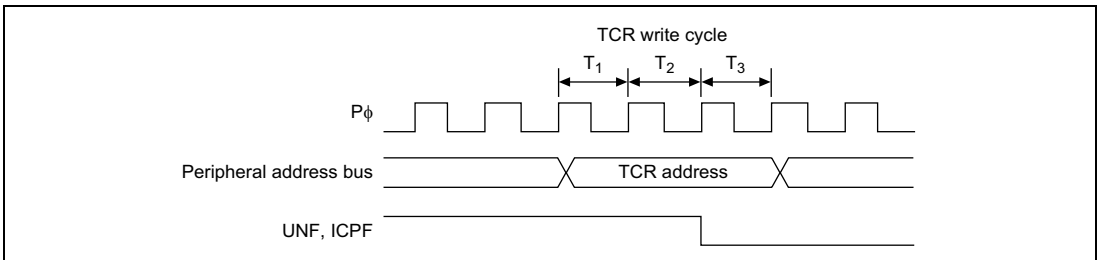 TCR write cycle
T1 T2 T3
Pϕ
Peripheral address bus
TCR address
UNF, ICPF